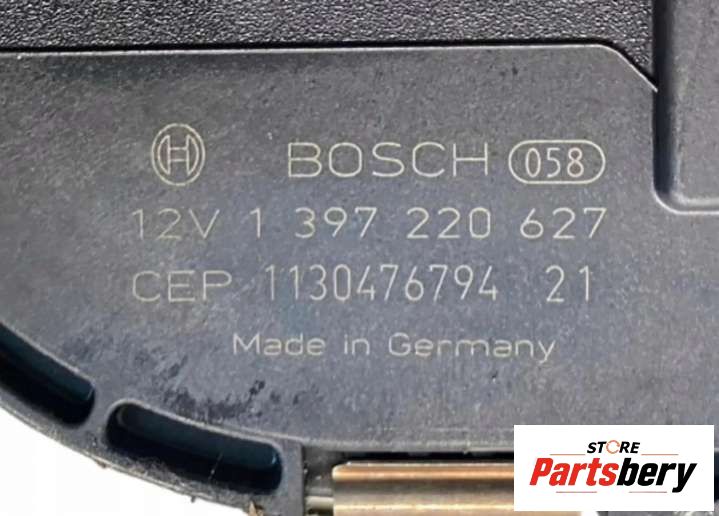 BOSCH 058
12V 1 397 220 627
CEP 1130476794 21
Made in Germany
STORE
Partsbery